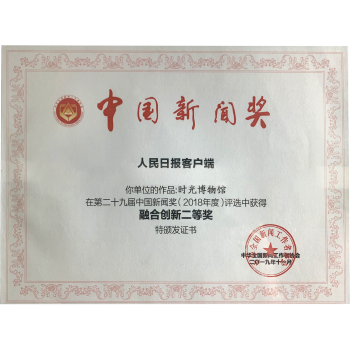 中国新闻奖
人民日报客户端
你单位的作品:时光博物馆
在第二十九届中国新闻奖(2018年度)评选中获得
融合创新二等奖
特颁发证书
中华全国新闻工作者协会
二〇一九年十一月